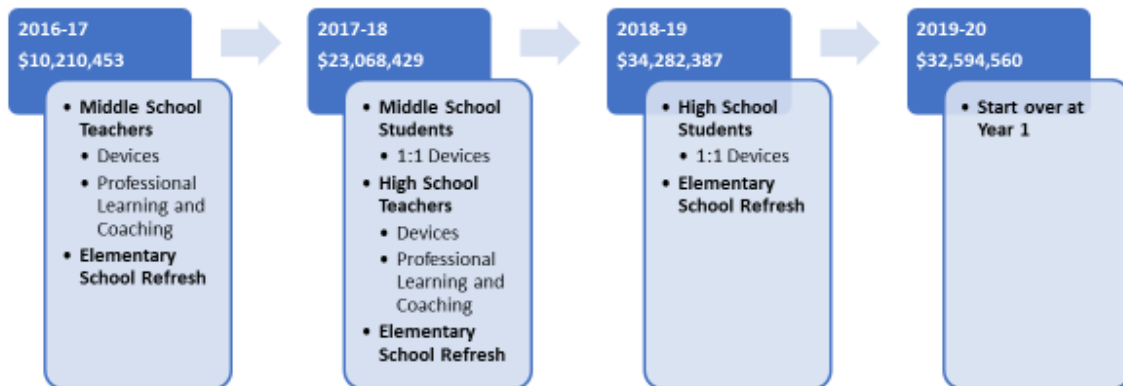 2016-17
$10,210,453
• Middle School
Teachers
• Devices
• Professional
Learning and
Coaching
• Elementary
School Refresh
2017-18
$23,068,429
• Middle School
Students
• 1:1 Devices
• High School
Teachers
• Devices
• Professional
Learning and
Coaching
• Elementary
School Refresh
2018-19
$34,282,387
• High School
Students
• 1:1 Devices
• Elementary
School Refresh
2019-20
$32,594,560
• Start over at
Year 1